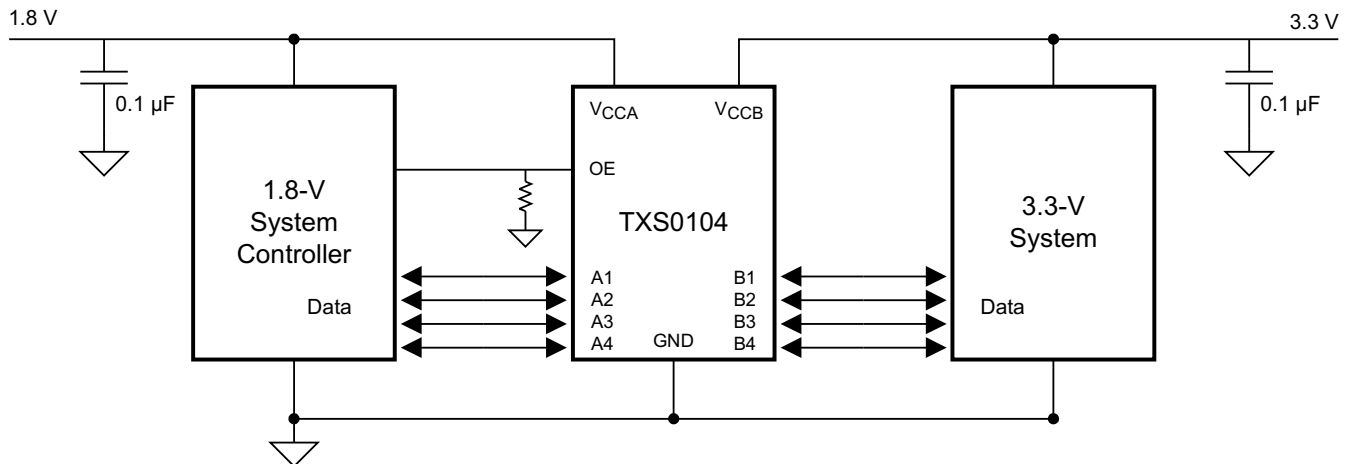 1.8 V
3.3 V
0.1 µF
0.1 µF
VCCA
VCCB
OE
1.8-V
System
Controller
TXS0104
3.3-V
System
Data
A1
A2
A3
A4
GND
B1
B2
B3
B4
Data